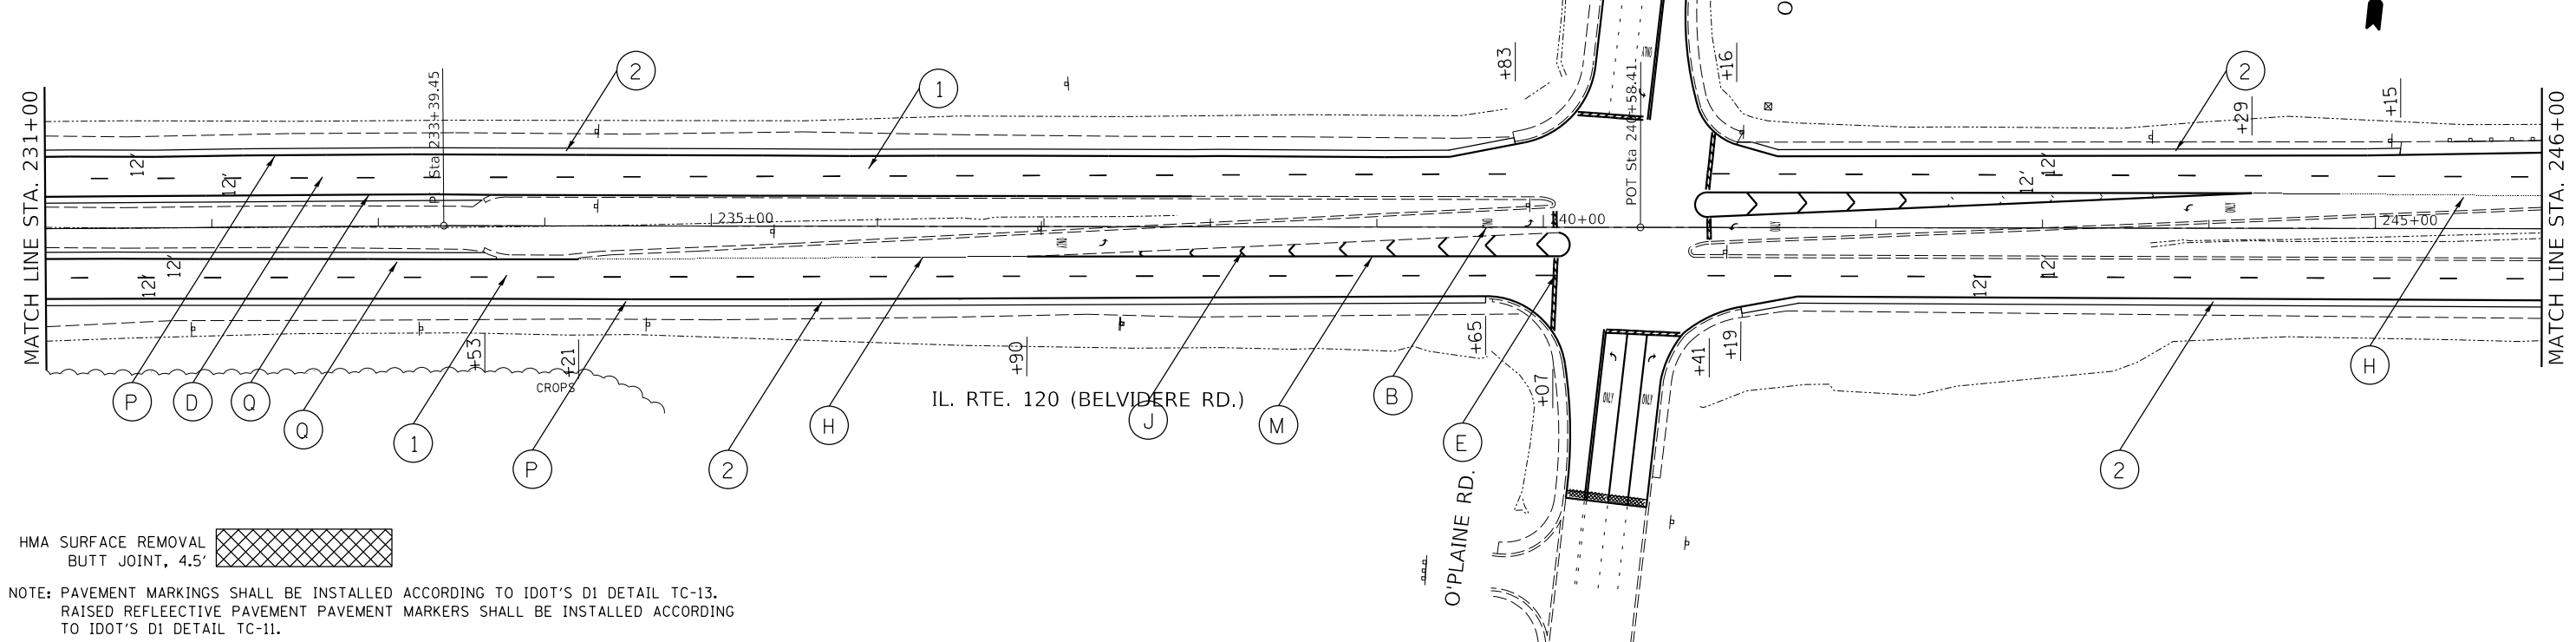 O
+83
ONLY
+16
2
1
2
+29
+15
MATCH LINE STA. 231+00
PI Sta 233+39.45
POT Sta 240+58.41
MATCH LINE STA. 246+00
12'
12'
12'
12'
235+00
240+00
245+00
ONLY
ONLY
ONLY
ONLY
12'
12'
12'
12'
+53
+21
+90
+65
+07
+41
+19
CROPS
IL. RTE. 120 (BELVIDERE RD.)
P
D
Q
Q
1
P
2
H
J
M
B
E
H
2
ONLY
ONLY
O'PLAINE RD.
HMA SURFACE REMOVAL
BUTT JOINT, 4.5'
NOTE: PAVEMENT MARKINGS SHALL BE INSTALLED ACCORDING TO IDOT'S D1 DETAIL TC-13.
RAISED REFLEECTIVE PAVEMENT PAVEMENT MARKERS SHALL BE INSTALLED ACCORDING
TO IDOT'S D1 DETAIL TC-11.